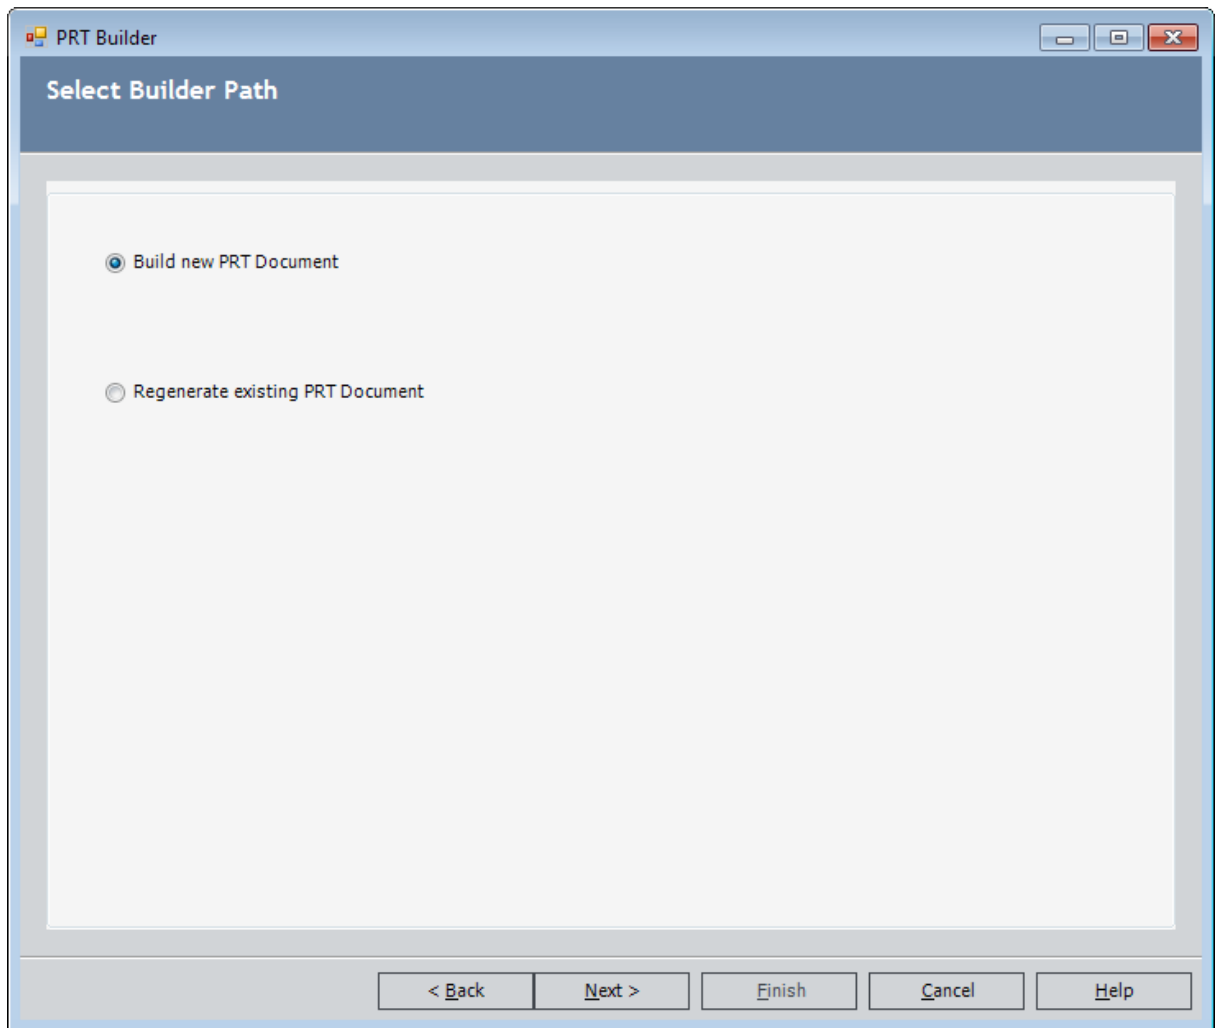 PRT Builder
Select Builder Path
Build new PRT Document
Regenerate existing PRT Document
< Back Next > Finish Cancel Help